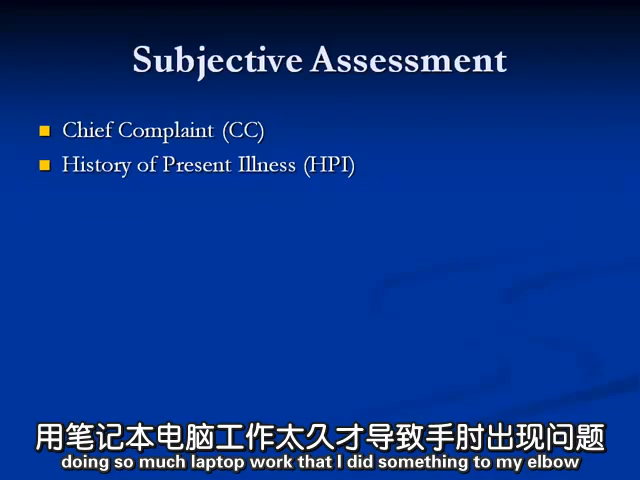 Subjective Assessment
Chief Complaint (CC)
History of Present Illness (HPI)
用笔记本电脑工作太久才导致手肘出现问题
doing so much laptop work that I did something to my elbow